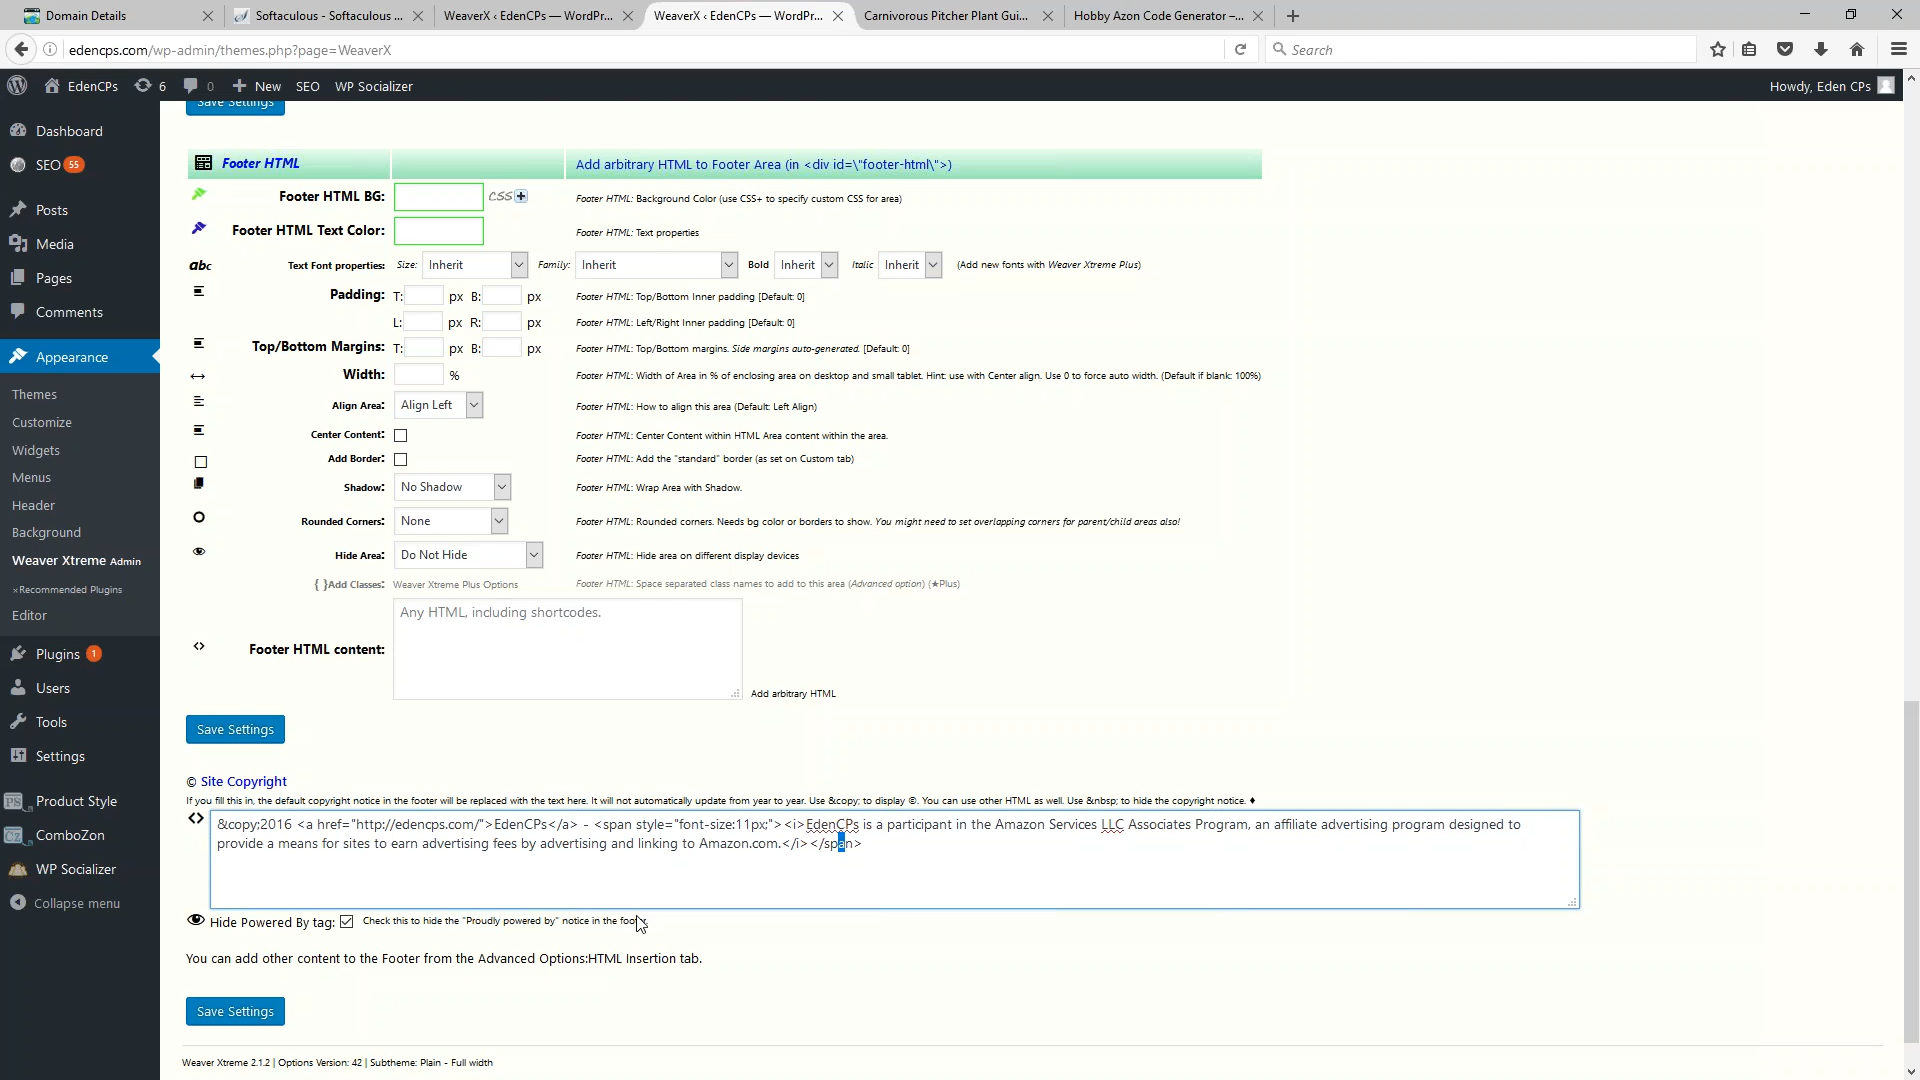 Domain Details
Softaculous - Softaculous ...
WeaverX ‹ EdenCPs — WordPr...
WeaverX ‹ EdenCPs — WordPr...
Carnivorous Pitcher Plant Gui...
Hobby Azon Code Generator –...
edencps.com/wp-admin/themes.php?page=WeaverX
Search
EdenCPs
6
0
New
SEO
WP Socializer
Howdy, Eden CPs
Save Settings
Dashboard
SEO 55
Posts
Media
Pages
Comments
Appearance
Themes
Customize
Widgets
Menus
Header
Background
Weaver Xtreme Admin
×Recommended Plugins
Editor
Plugins 1
Users
Tools
Settings
PS Product Style
CZ ComboZon
WP Socializer
Collapse menu
Footer HTML
Add arbitrary HTML to Footer Area (in <div id=\"footer-html\">)
Footer HTML BG: CSS+
Footer HTML: Background Color (use CSS+ to specify custom CSS for area)
Footer HTML Text Color:
Footer HTML: Text properties
abc Text Font properties: Size: Inherit Family: Inherit Bold Inherit Italic Inherit (Add new fonts with Weaver Xtreme Plus)
Padding: T: px B: px
Footer HTML: Top/Bottom Inner padding [Default: 0]
L: px R: px
Footer HTML: Left/Right Inner padding [Default: 0]
Top/Bottom Margins: T: px B: px
Footer HTML: Top/Bottom margins. Side margins auto-generated. [Default: 0]
Width: %
Footer HTML: Width of Area in % of enclosing area on desktop and small tablet. Hint: use with Center align. Use 0 to force auto width. (Default if blank: 100%)
Align Area: Align Left
Footer HTML: How to align this area (Default: Left Align)
Center Content:
Footer HTML: Center Content within HTML Area content within the area.
Add Border:
Footer HTML: Add the "standard" border (as set on Custom tab)
Shadow: No Shadow
Footer HTML: Wrap Area with Shadow.
Rounded Corners: None
Footer HTML: Rounded corners. Needs bg color or borders to show. You might need to set overlapping corners for parent/child areas also!
Hide Area: Do Not Hide
Footer HTML: Hide area on different display devices
{ }Add Classes: Weaver Xtreme Plus Options
Footer HTML: Space separated class names to add to this area (Advanced option) (★Plus)
Footer HTML content:
Any HTML, including shortcodes.
Add arbitrary HTML
Save Settings
© Site Copyright
If you fill this in, the default copyright notice in the footer will be replaced with the text here. It will not automatically update from year to year. Use &copy; to display ©. You can use other HTML as well. Use &nbsp; to hide the copyright notice. ♦
&copy;2016 <a href="http://edencps.com/">EdenCPs</a> - <span style="font-size:11px;"><i>EdenCPs is a participant in the Amazon Services LLC Associates Program, an affiliate advertising program designed to
provide a means for sites to earn advertising fees by advertising and linking to Amazon.com.</i></span>
Hide Powered By tag:
Check this to hide the "Proudly powered by" notice in the footer.
You can add other content to the Footer from the Advanced Options:HTML Insertion tab.
Save Settings
Weaver Xtreme 2.1.2 | Options Version: 42 | Subtheme: Plain - Full width